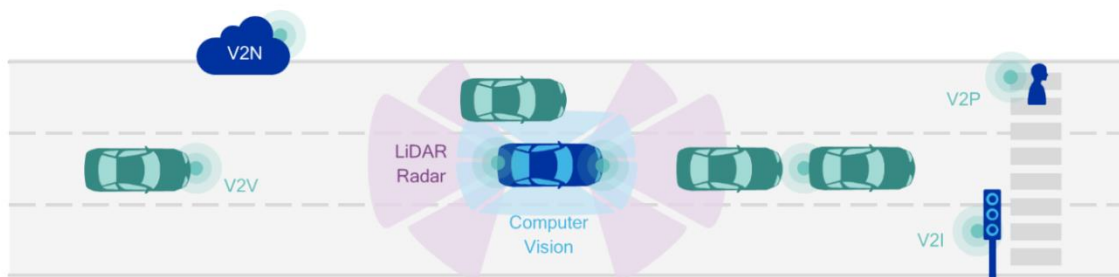 V2N
V2P
LiDAR
Radar
V2V
Computer
Vision
V2I